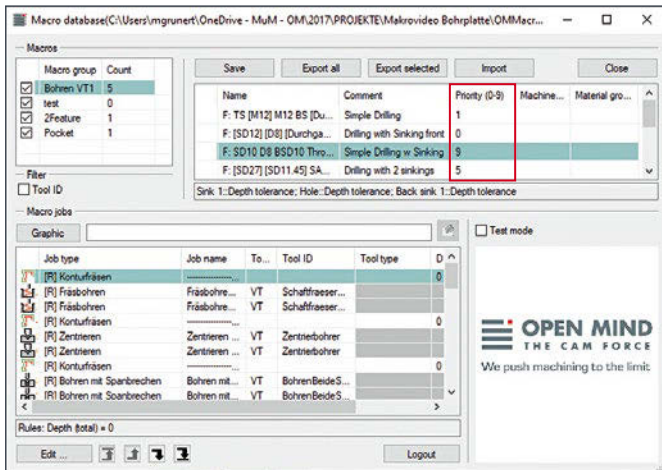 Macro database(C:\Users\mgrunert\OneDrive - MuM - OM\2017\PROJEKTE\Makrovideo Bohrplatte\OMMacr...
Macros
Macro group Count
Bohren VT1 5
test 0
2Feature 1
Pocket 1
Filter
Tool ID
Save Export all Export selected Import Close
Name Comment Priority (0-9) Machine... Material gro...
F: TS [M12] M12 BS [Du... Simple Drilling 1
F: [SD12] [D8] [Durchga... Drilling with Sinking front 0
F: SD10 D8 BSD10 Thro... Simple Drilling w Sinking 9
F: [SD27] [SD11.45] SA... Drilling with 2 sinkings 5
Sink 1::Depth tolerance; Hole::Depth tolerance; Back sink 1::Depth tolerance
Macro jobs
Graphic
Test mode
Job type Job name To... Tool ID Tool type D
[R] Konturfräsen -------------... 0
[R] Fräsbohren Fräsbohre... VT Schaftfraeser...
[R] Fräsbohren Fräsbohre... VT Schaftfraeser...
[R] Konturfräsen -------------... 0
[R] Zentrieren Zentrieren ... VT Zentrierbohrer
[R] Zentrieren Zentrieren ... VT Zentrierbohrer
[R] Konturfräsen -------------... 0
[R] Bohren mit Spanbrechen Bohren mit... VT BohrenBeideS...
[R] Bohren mit Spanbrechen Bohren mit... VT BohrenBeideS...
OPEN MIND
THE CAM FORCE
We push machining to the limit
Rules: Depth (total) = 0
Edit ... Logout